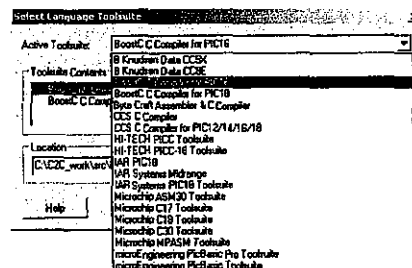 Select Language Toolsuite
Active Toolsuite:
BoostC C Compiler for PIC16
B Knudsen Data CC5X
B Knudsen Data CC8E
BoostC C Compiler for PIC18
Byte Craft Assembler & C Compiler
CCS C Compiler
CCS C Compiler for PIC12/14/16/18
HI-TECH PICC Toolsuite
HI-TECH PICC-18 Toolsuite
IAR PIC18
IAR Systems Midrange
IAR Systems PIC18 Toolsuite
Microchip ASM30 Toolsuite
Microchip C17 Toolsuite
Microchip C18 Toolsuite
Microchip C30 Toolsuite
Microchip MPASM Toolsuite
microEngineering PicBasic Pro Toolsuite
microEngineering PicBasic Toolsuite
Toolsuite Contents
BoostC C Comp
Location
C:\C2C_work\src\
Help